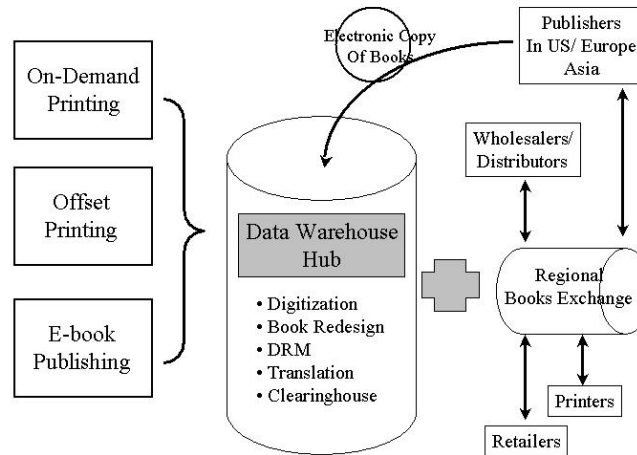 Electronic Copy
Of Books
Publishers
In US/ Europe
Asia
On-Demand
Printing
Wholesalers/
Distributors
Offset
Printing
Data Warehouse
Hub
Regional
Books Exchange
• Digitization
• Book Redesign
• DRM
• Translation
• Clearinghouse
E-book
Publishing
Printers
Retailers